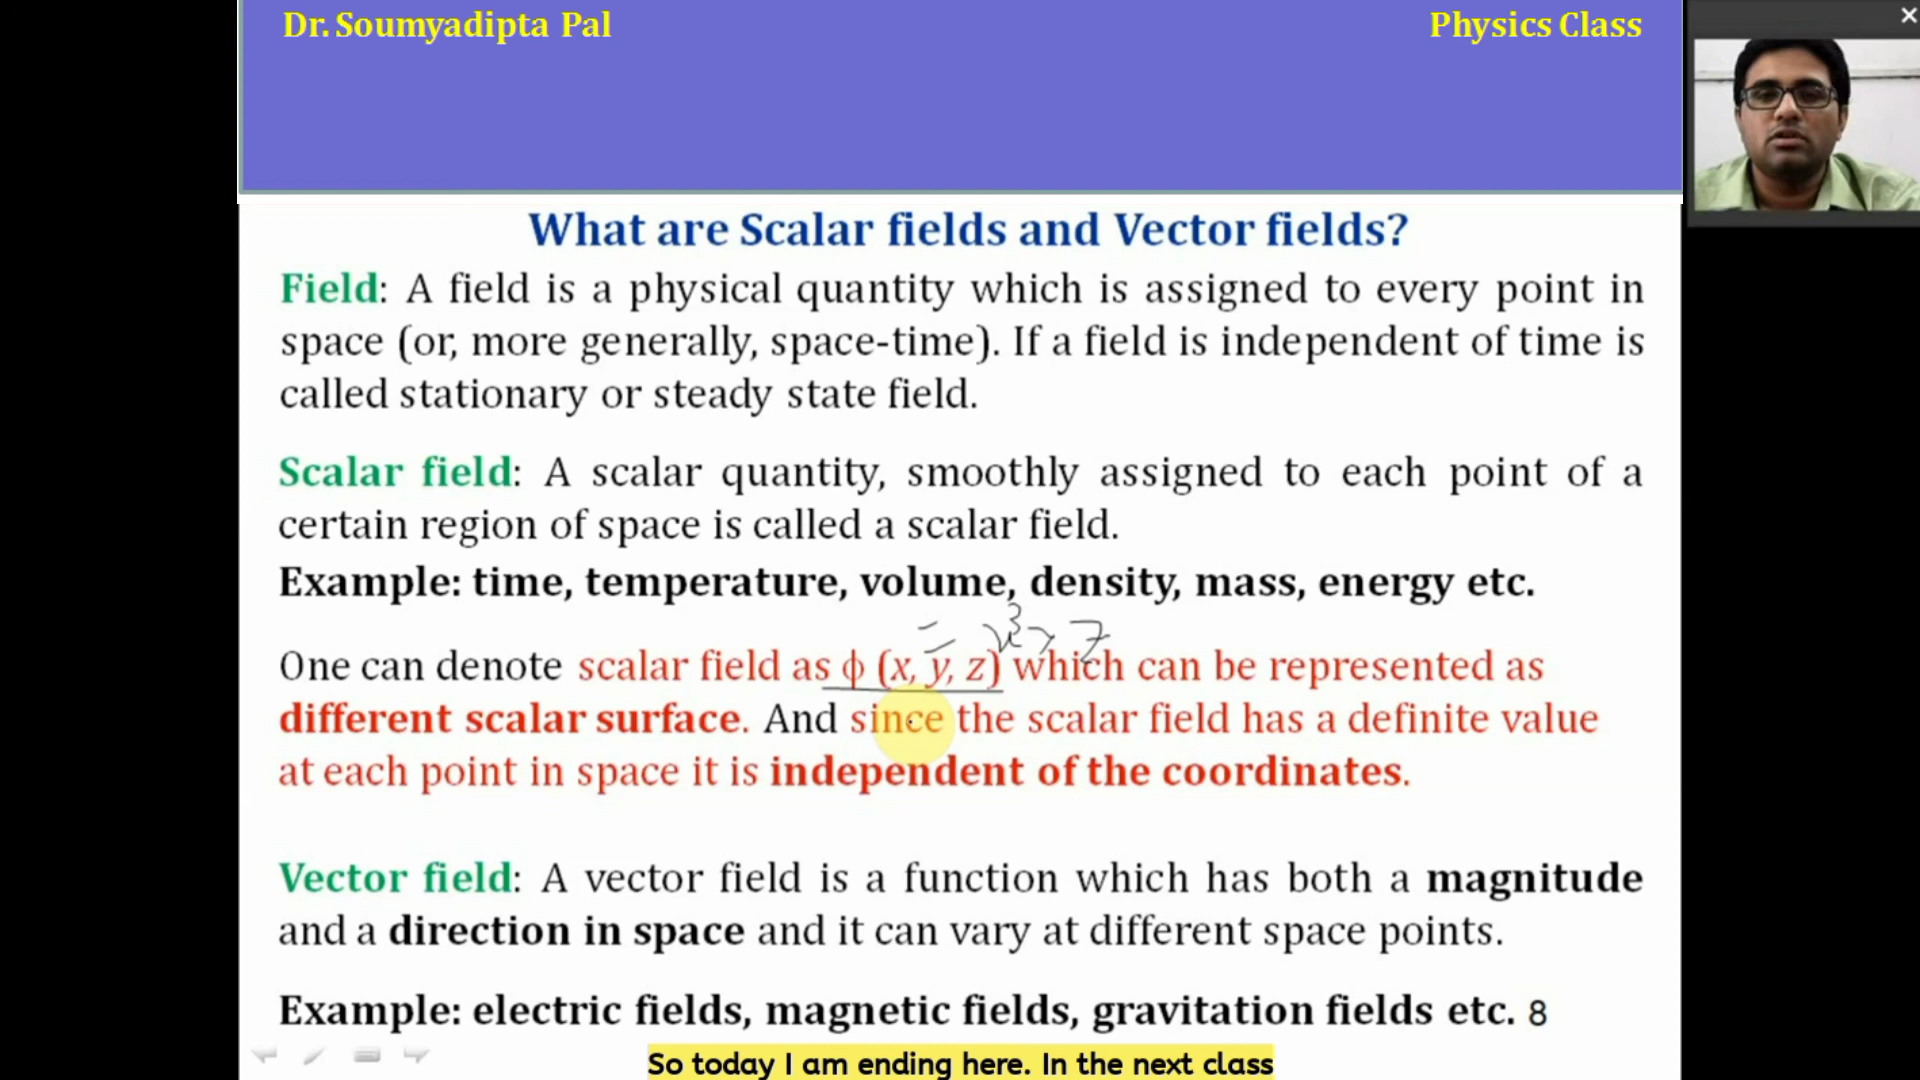 Dr. Soumyadipta Pal
Physics Class
What are Scalar fields and Vector fields?
Field: A field is a physical quantity which is assigned to every point in
space (or, more generally, space-time). If a field is independent of time is
called stationary or steady state field.
Scalar field: A scalar quantity, smoothly assigned to each point of a
certain region of space is called a scalar field.
Example: time, temperature, volume, density, mass, energy etc.
One can denote scalar field as ϕ (x, y, z) which can be represented as
different scalar surface. And since the scalar field has a definite value
at each point in space it is independent of the coordinates.
Vector field: A vector field is a function which has both a magnitude
and a direction in space and it can vary at different space points.
Example: electric fields, magnetic fields, gravitation fields etc. 8
So today I am ending here. In the next class